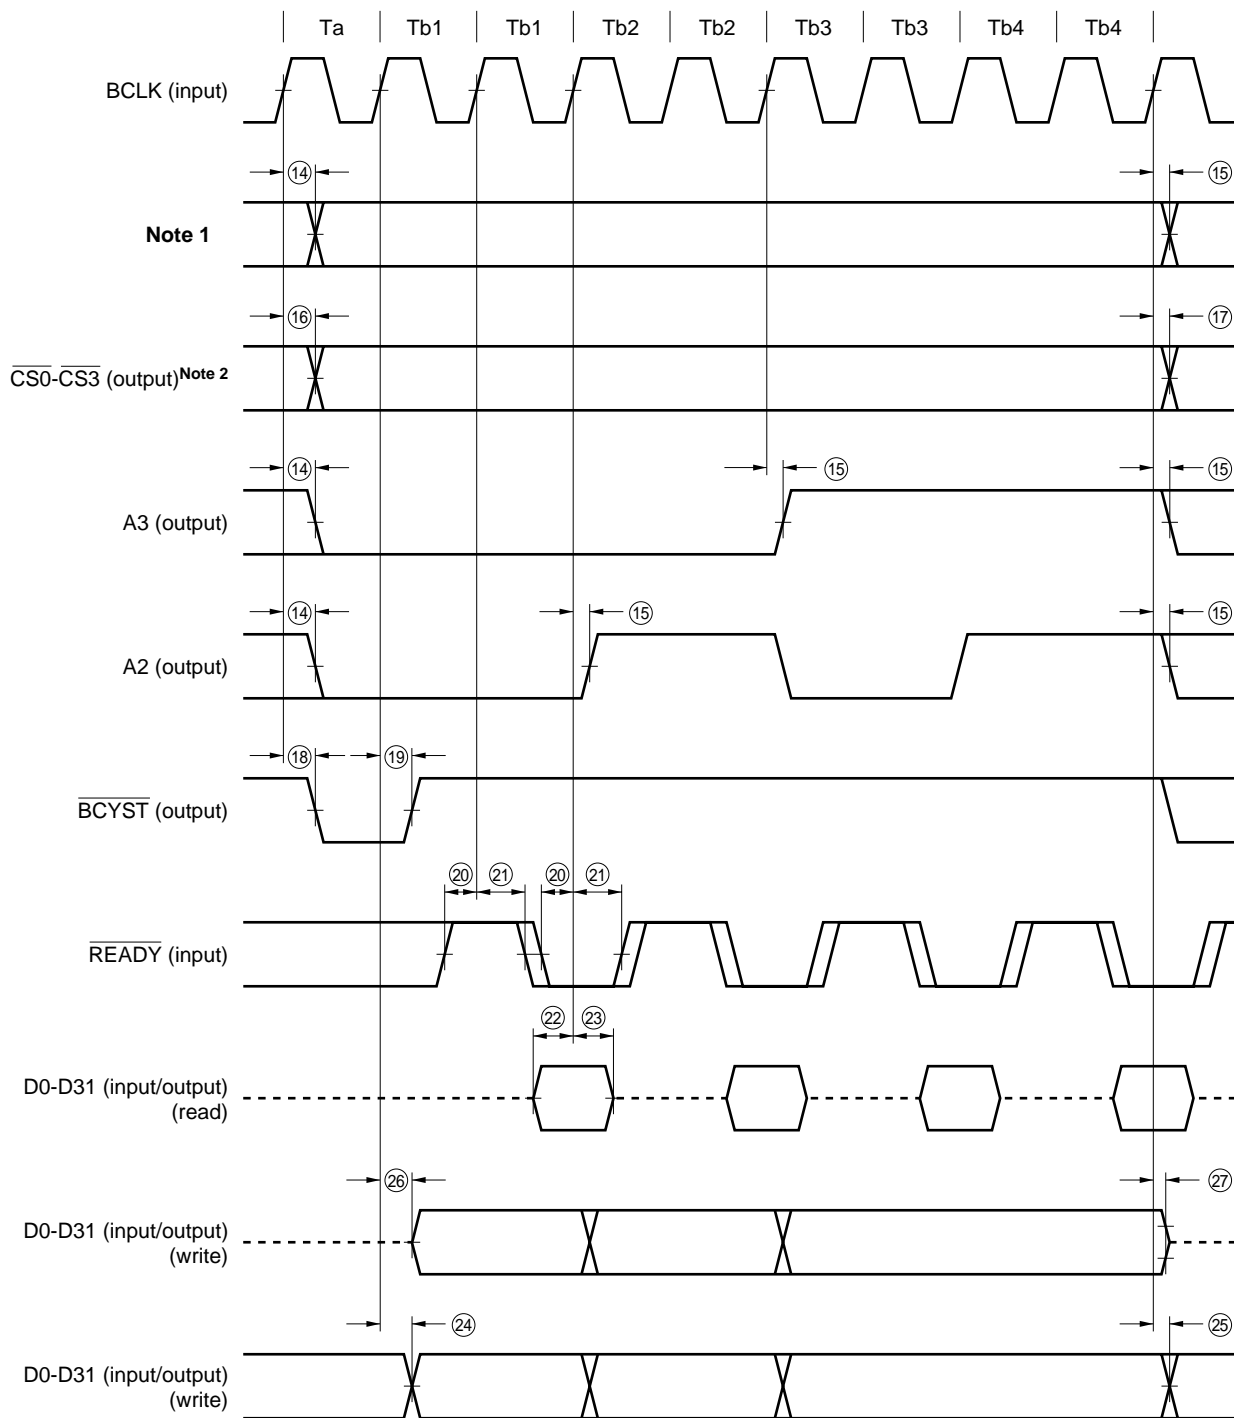 Ta Tb1 Tb1 Tb2 Tb2 Tb3 Tb3 Tb4 Tb4
BCLK (input)
14 15
Note 1
16 17
CS0-CS3 (output)Note 2
14 15 15
A3 (output)
14 15 15
A2 (output)
18 19
BCYST (output)
20 21 20 21
READY (input)
22 23
D0-D31 (input/output)
(read)
26 27
D0-D31 (input/output)
(write)
24 25
D0-D31 (input/output)
(write)